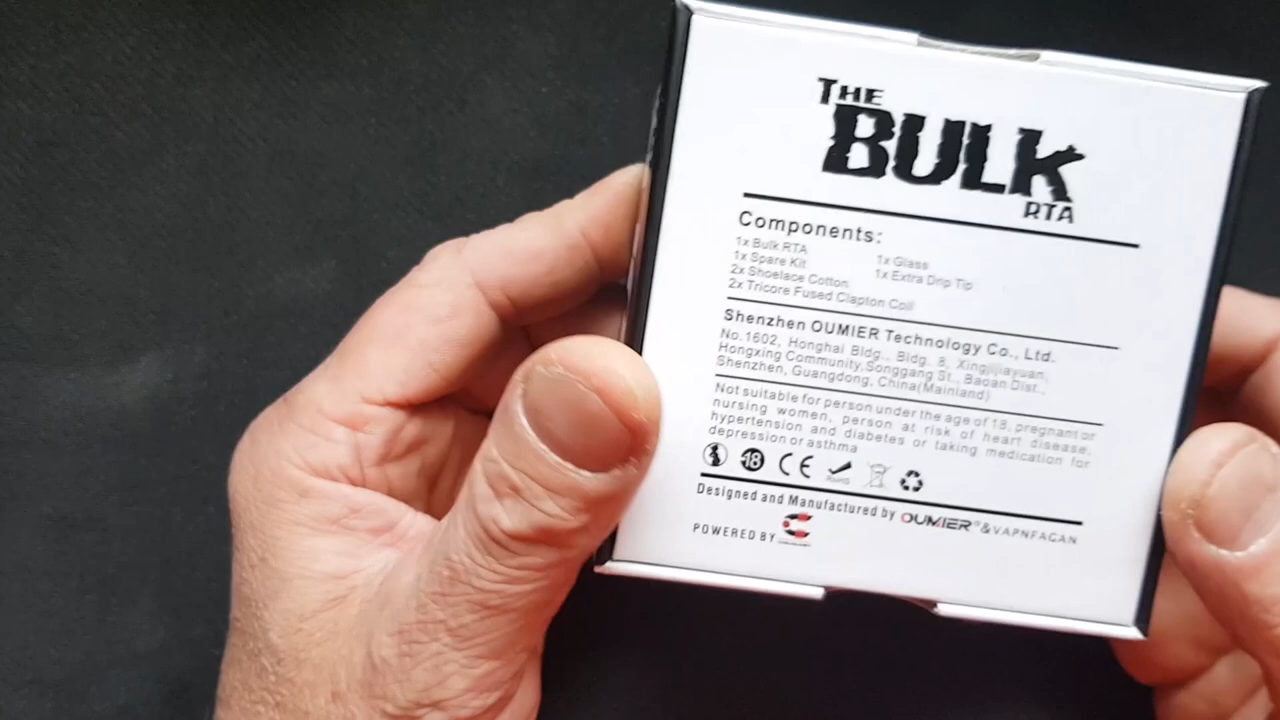 THE
BULK
RTA
Components:
1x Bulk RTA 1x Glass
1x Spare Kit 1x Extra Drip Tip
2x Shoelace Cotton
2x Tricore Fused Clapton Coil
Shenzhen OUMIER Technology Co., Ltd.
No.1602, Honghai Bldg., Bldg. 8, Xingjijiayuan,
Hongxing Community,Songgang St., Baoan Dist.,
Shenzhen, Guangdong, China(Mainland)
Not suitable for person under the age of 18, pregnant or
nursing women, person at risk of heart disease,
hypertension and diabetes or taking medication for
depression or asthma
-18 CE RoHS
Designed and Manufactured by OUMIER® & VAPNFAGAN
POWERED BY